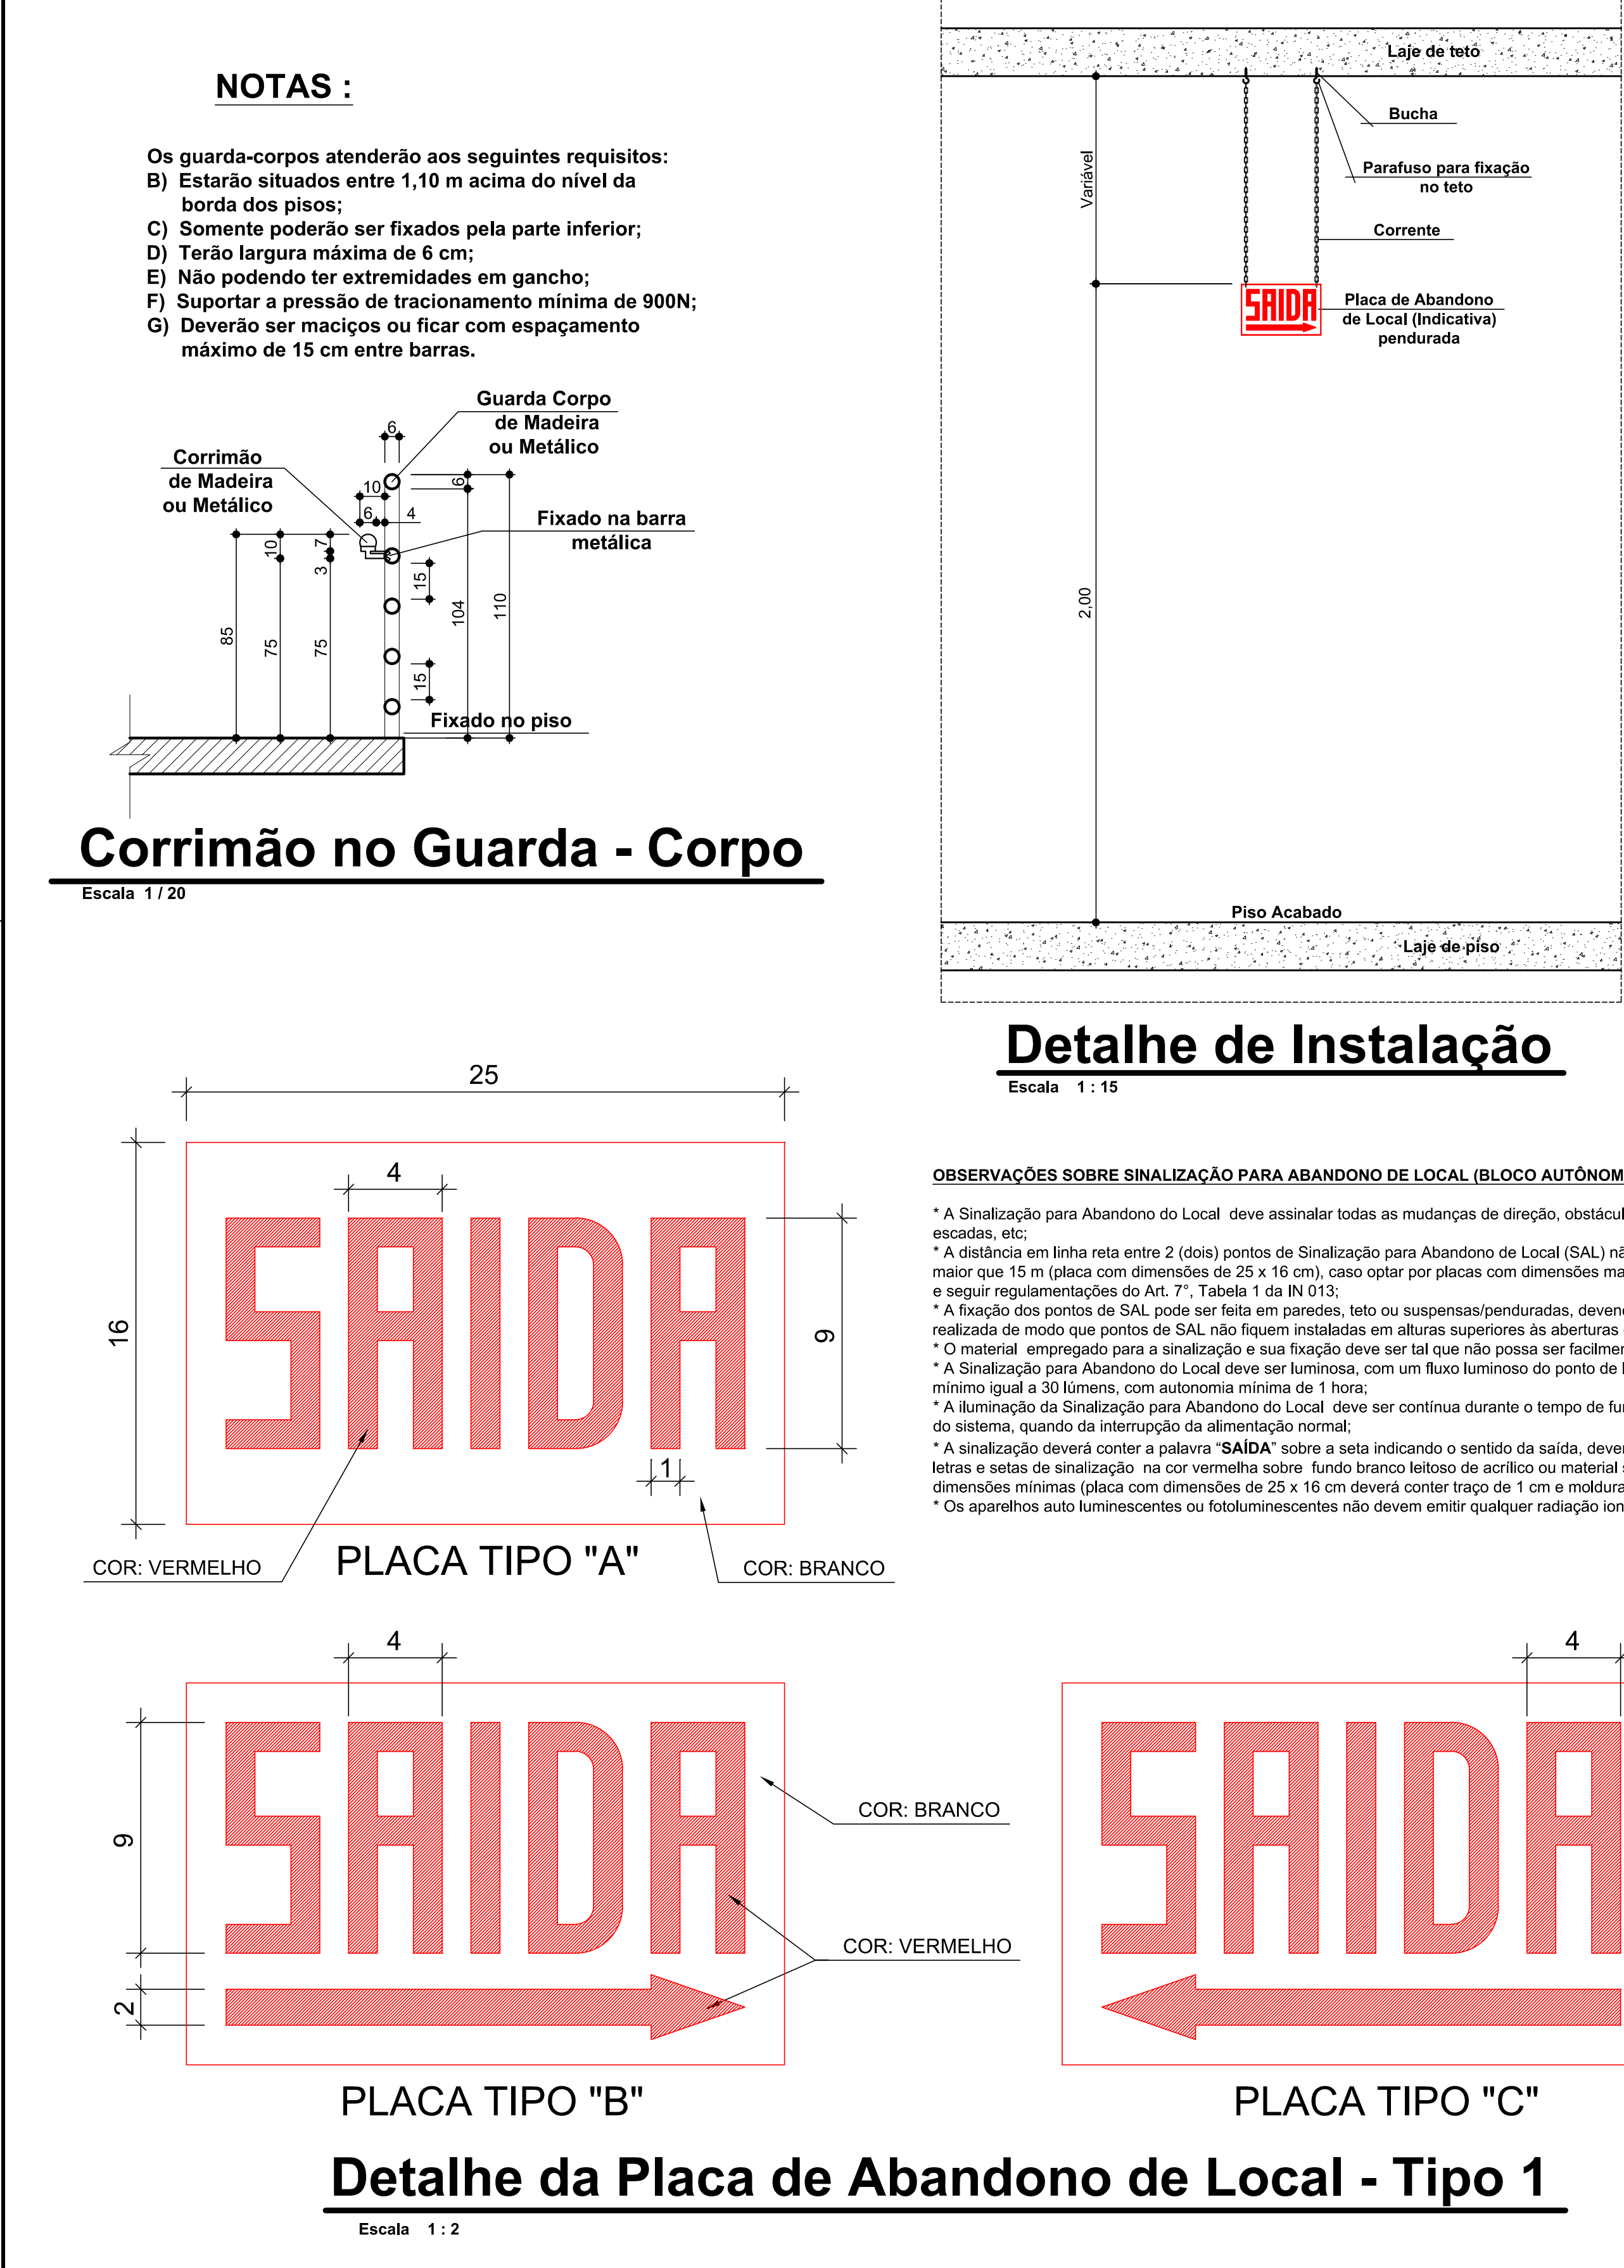 NOTAS :
Os guarda-corpos atenderão aos seguintes requisitos:
B) Estarão situados entre 1,10 m acima do nível da
borda dos pisos;
C) Somente poderão ser fixados pela parte inferior;
D) Terão largura máxima de 6 cm;
E) Não podendo ter extremidades em gancho;
F) Suportar a pressão de tracionamento mínima de 900N;
G) Deverão ser maciços ou ficar com espaçamento
máximo de 15 cm entre barras.
Guarda Corpo
de Madeira
ou Metálico
Corrimão
de Madeira
ou Metálico
Fixado na barra
metálica
6
10
6
4
6
10
7
3
15
85
75
75
104
110
15
Fixado no piso
Corrimão no Guarda - Corpo
Escala 1 / 20
Laje de teto
Bucha
Parafuso para fixação
no teto
Corrente
Variável
SAIDA
Placa de Abandono
de Local (Indicativa)
pendurada
2,00
Piso Acabado
Laje de piso
Detalhe de Instalação
Escala 1 : 15
25
4
16
SAIDA
9
1
COR: VERMELHO
PLACA TIPO "A"
COR: BRANCO
OBSERVAÇÕES SOBRE SINALIZAÇÃO PARA ABANDONO DE LOCAL (BLOCO AUTÔNOM
* A Sinalização para Abandono do Local deve assinalar todas as mudanças de direção, obstácul
escadas, etc;
* A distância em linha reta entre 2 (dois) pontos de Sinalização para Abandono de Local (SAL) nã
maior que 15 m (placa com dimensões de 25 x 16 cm), caso optar por placas com dimensões ma
e seguir regulamentações do Art. 7°, Tabela 1 da IN 013;
* A fixação dos pontos de SAL pode ser feita em paredes, teto ou suspensas/penduradas, devend
realizada de modo que pontos de SAL não fiquem instaladas em alturas superiores às aberturas
* O material empregado para a sinalização e sua fixação deve ser tal que não possa ser facilmen
* A Sinalização para Abandono do Local deve ser luminosa, com um fluxo luminoso do ponto de
mínimo igual a 30 lúmens, com autonomia mínima de 1 hora;
* A iluminação da Sinalização para Abandono do Local deve ser contínua durante o tempo de fun
do sistema, quando da interrupção da alimentação normal;
* A sinalização deverá conter a palavra “SAÍDA” sobre a seta indicando o sentido da saída, dever
letras e setas de sinalização na cor vermelha sobre fundo branco leitoso de acrílico ou material s
dimensões mínimas (placa com dimensões de 25 x 16 cm deverá conter traço de 1 cm e moldura
* Os aparelhos auto luminescentes ou fotoluminescentes não devem emitir qualquer radiação ion
4
9
SAIDA
2
COR: BRANCO
COR: VERMELHO
PLACA TIPO "B"
4
SAIDA
PLACA TIPO "C"
Detalhe da Placa de Abandono de Local - Tipo 1
Escala 1 : 2